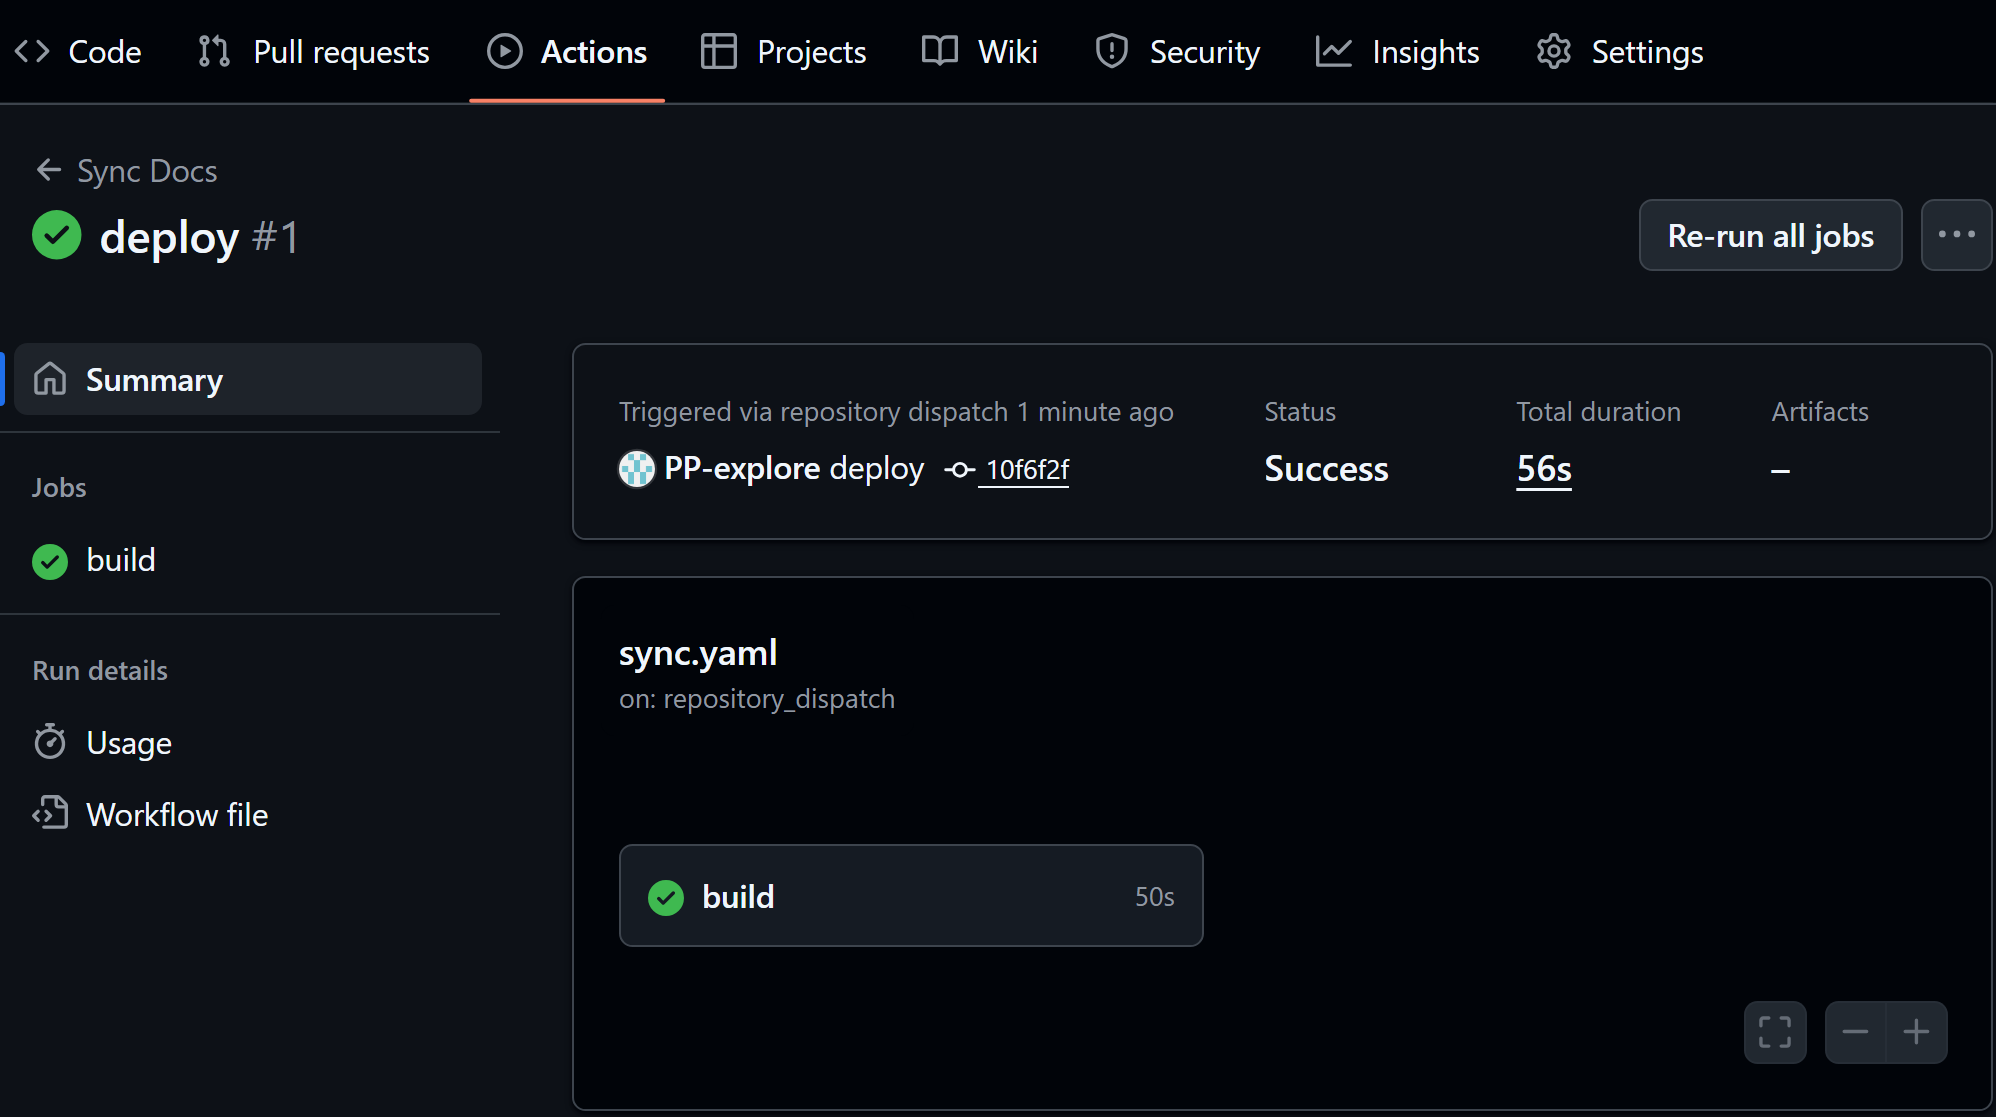 Code Pull requests Actions Projects Wiki Security Insights Settings
Sync Docs
deploy #1
Re-run all jobs
Summary
Jobs
build
Run details
Usage
Workflow file
Triggered via repository dispatch 1 minute ago
PP-explore deploy 10f6f2f
Status
Success
Total duration
56s
Artifacts
–
sync.yaml
on: repository_dispatch
build 50s